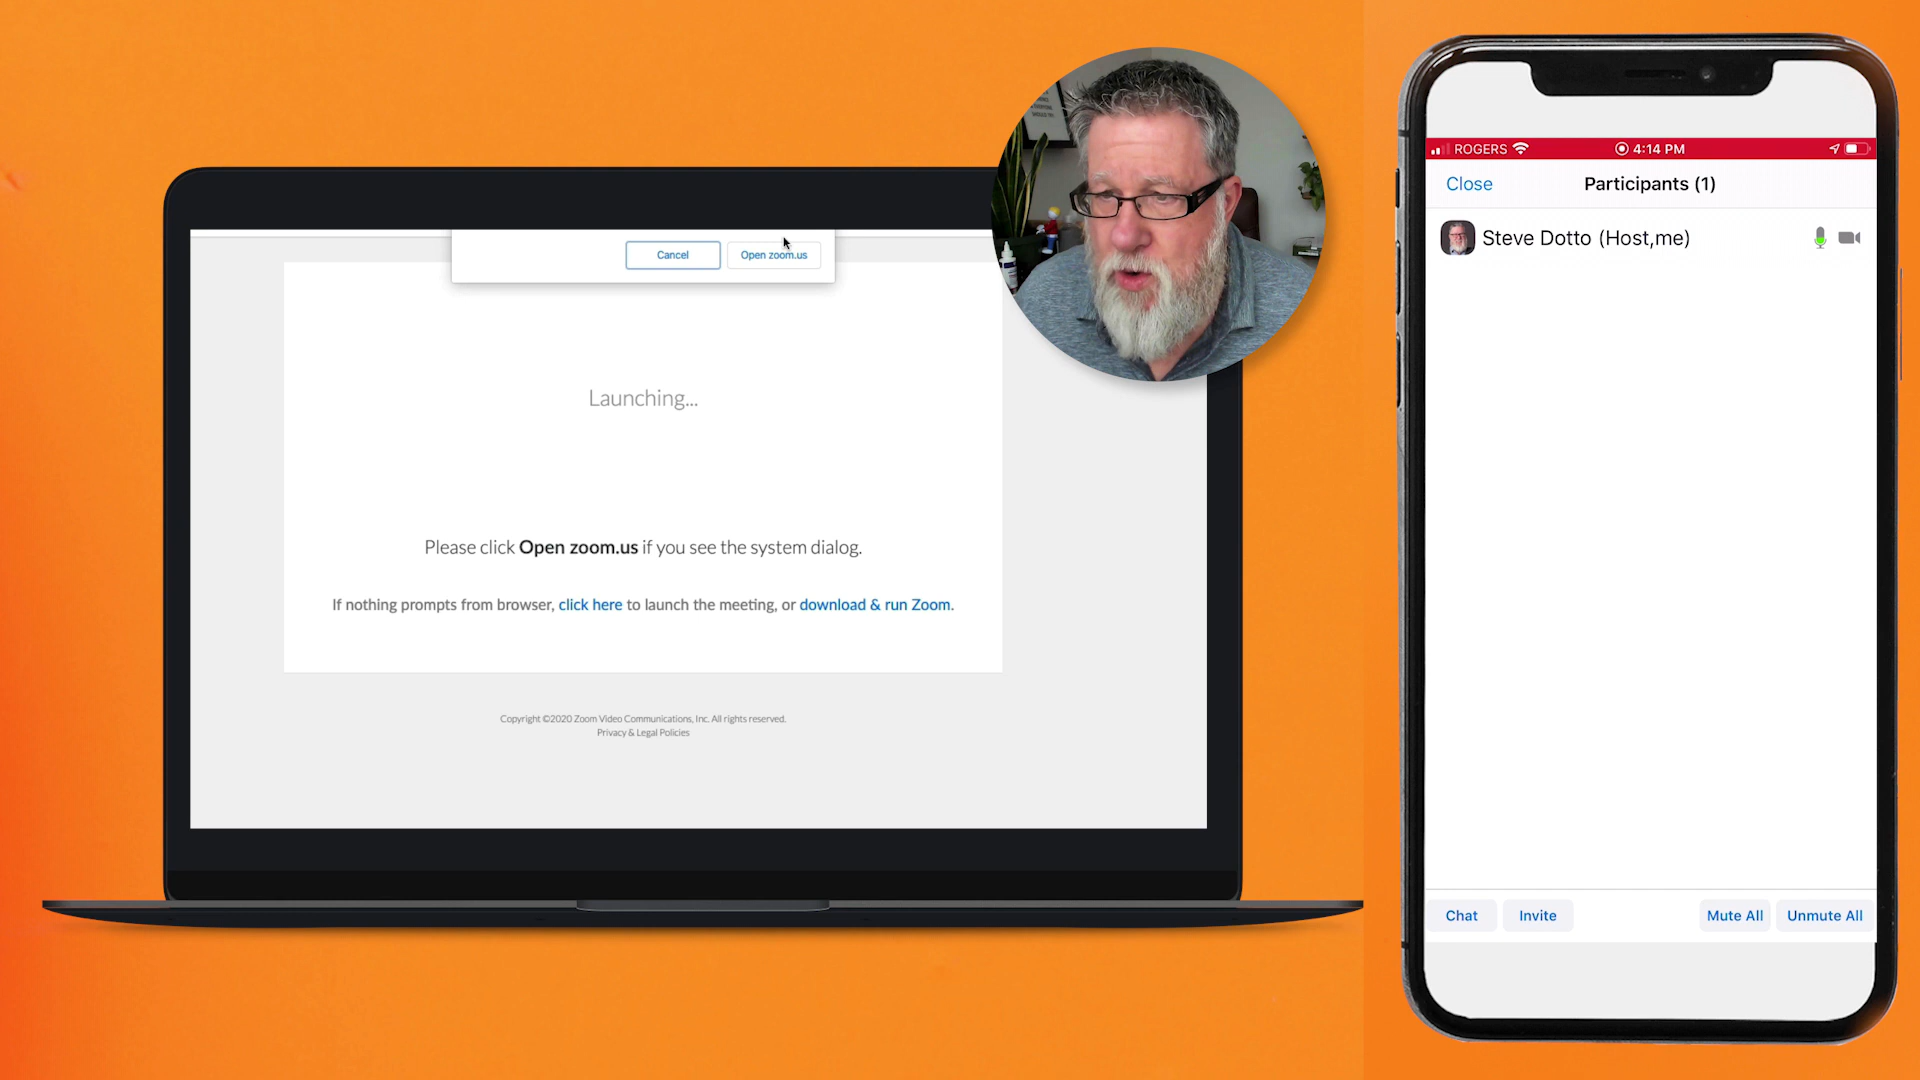 Cancel
Open zoom.us
Launching...
Please click Open zoom.us if you see the system dialog.
If nothing prompts from browser, click here to launch the meeting, or download & run Zoom.
Copyright ©2020 Zoom Video Communications, Inc. All rights reserved.
Privacy & Legal Policies
ROGERS
4:14 PM
Close
Participants (1)
Steve Dotto (Host,me)
Chat
Invite
Mute All
Unmute All